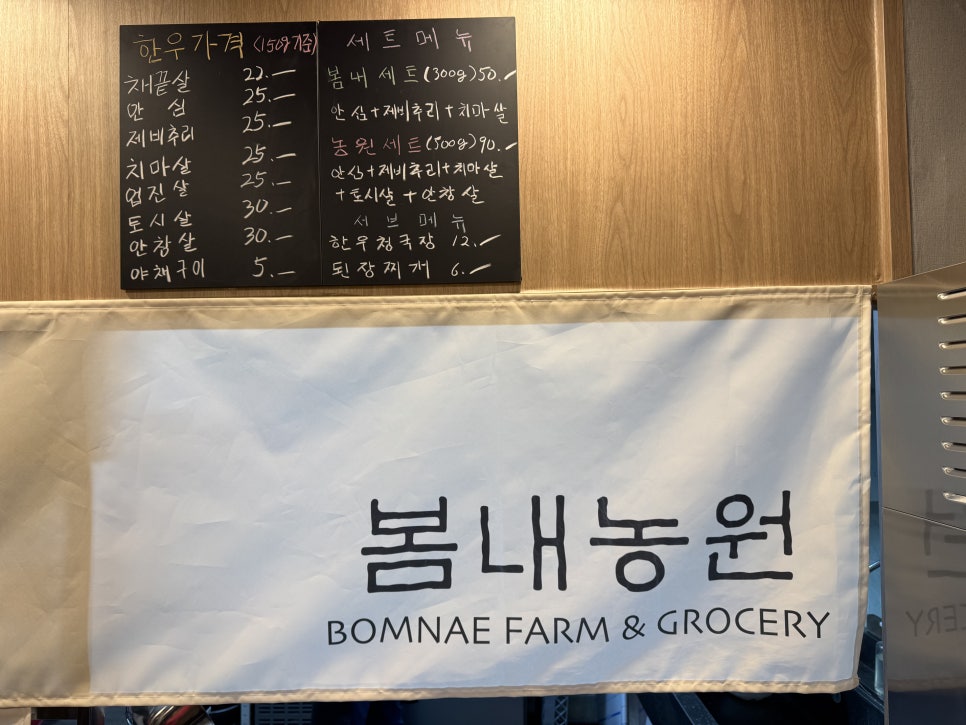 한우가격 (150g기준)
채끝살 22.—
안심 25.—
제비추리 25.—
치마살 25.—
업진살 25.—
토시살 30.—
안창살 30.—
야채구이 5.—
세트메뉴
봄내세트(300g)50.—
안심+제비추리+치마살
농원세트(500g)90.—
안심+제비추리+치마살
+토시살+안창살
서브메뉴
한우청국장 12.—
된장찌개 6.—
봄내농원
BOMNAE FARM & GROCERY